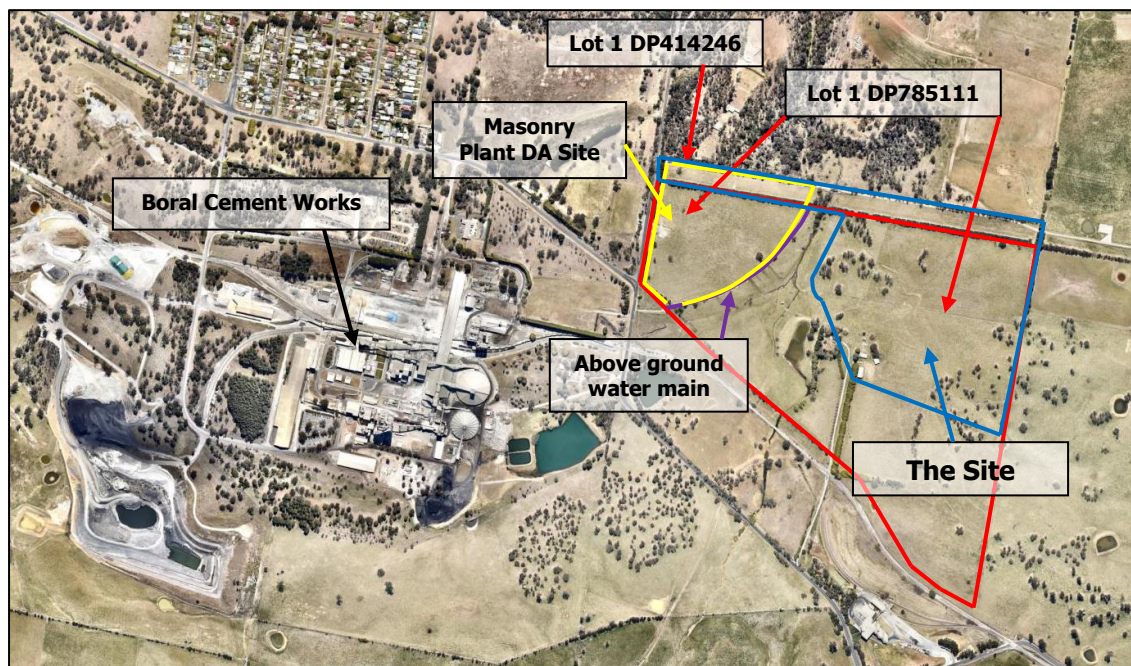 Lot 1 DP414246
Lot 1 DP785111
Masonry
Plant DA Site
Boral Cement Works
Above ground
water main
The Site